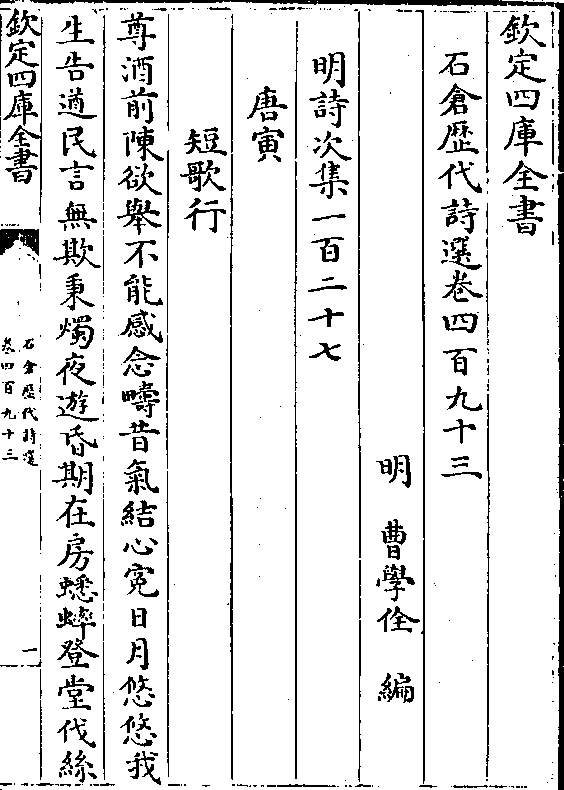 欽定四庫全書
石倉歴代詩選卷四百九十三
明 曹學佺 編
明詩次集一百二十七
唐寅
短歌行
尊酒前陳欲舉不能感念疇昔氣結心寃日月悠悠我
生告遒民言無欺秉燭夜遊昏期在房蟋蟀登堂伐絲
欽定四庫全書
石倉歴代詩選
卷四百九十三
一